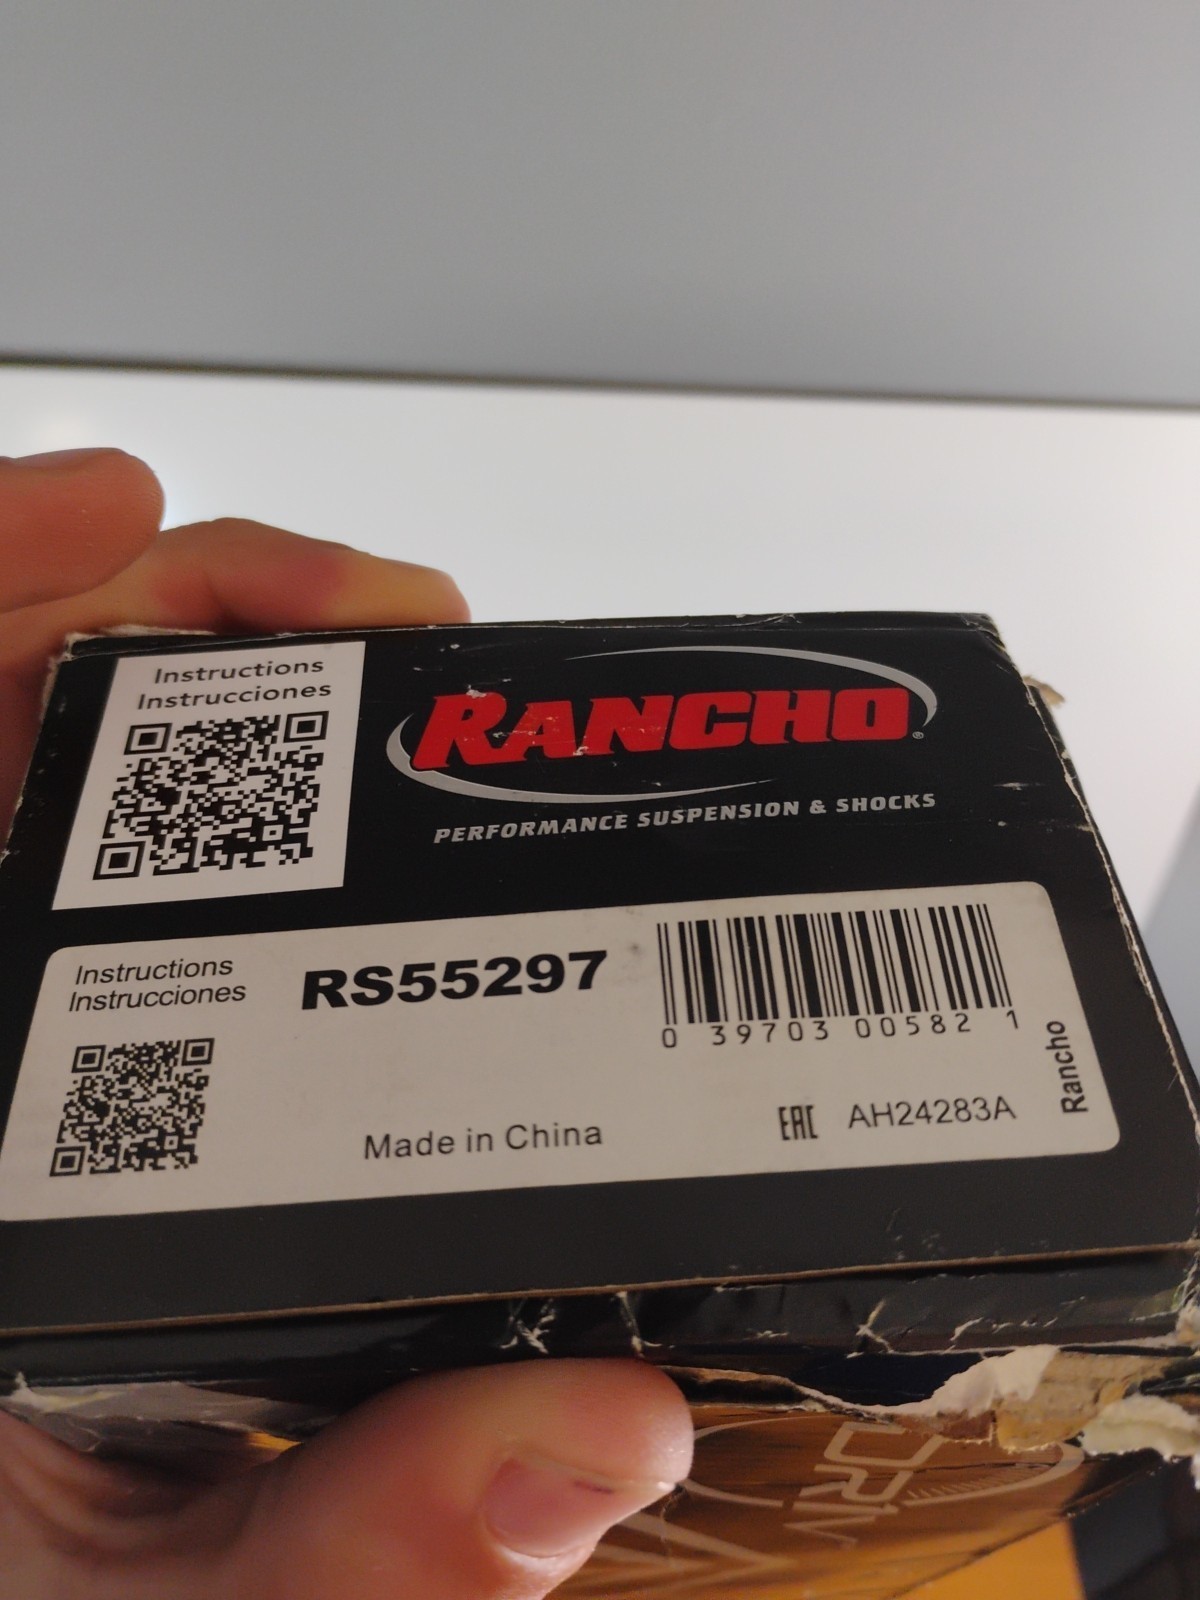 Instructions
Instrucciones
RANCHO®
PERFORMANCE SUSPENSION & SHOCKS
Instructions
Instrucciones
RS55297
0 39703 00582 1
Made in China
EAC AH24283A
Rancho
DRiV